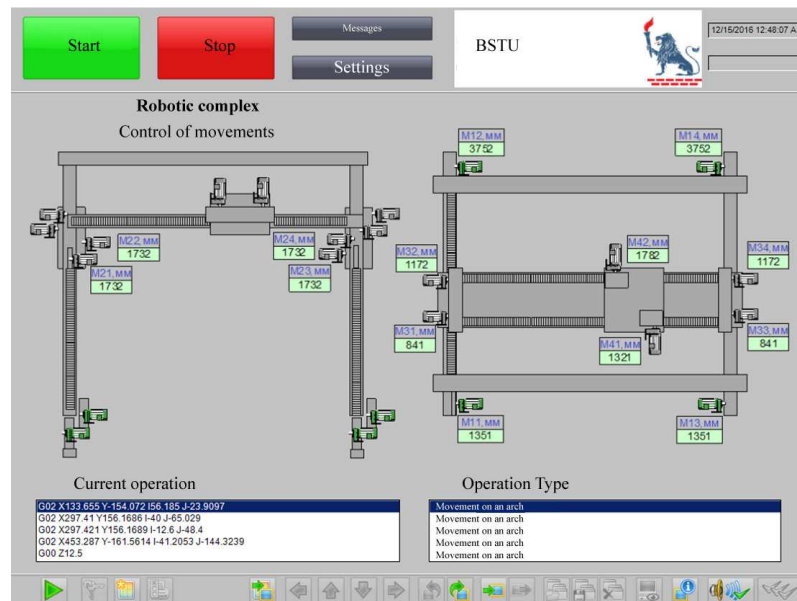 Start
Stop
Messages
Settings
BSTU
12/15/2016 12:48:07 A
Robotic complex
Control of movements
M12, мм
3752
M14, мм
3752
M22, мм
1732
M24, мм
1732
M21, мм
1732
M23, мм
1732
M32, мм
1172
M42, мм
1782
M34, мм
1172
M31, мм
841
M41, мм
1321
M33, мм
841
M11, мм
1351
M13, мм
1351
Current operation
Operation Type
G02 X133.655 Y-154.072 I56.185 J-23.9097
G02 X297.41 Y156.1686 I-40 J-65.029
G02 X297.421 Y156.1689 I-12.6 J-48.4
G02 X453.287 Y-161.5614 I-41.2053 J-144.3239
G00 Z12.5
Movement on an arch
Movement on an arch
Movement on an arch
Movement on an arch
Movement on an arch